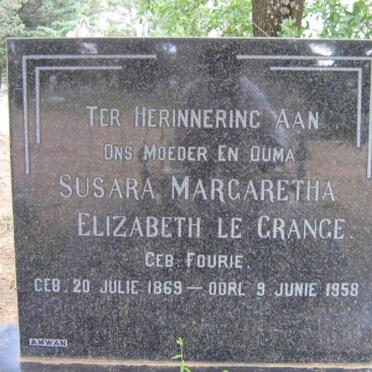 TER HERINNERING AAN
ONS MOEDER EN OUMA
SUSARA MARGARETHA
ELIZABETH LE GRANGE.
GEB. FOURIE.
GEB. 20 JULIE 1869 — OORL 9 JUNIE 1958
AMWAN